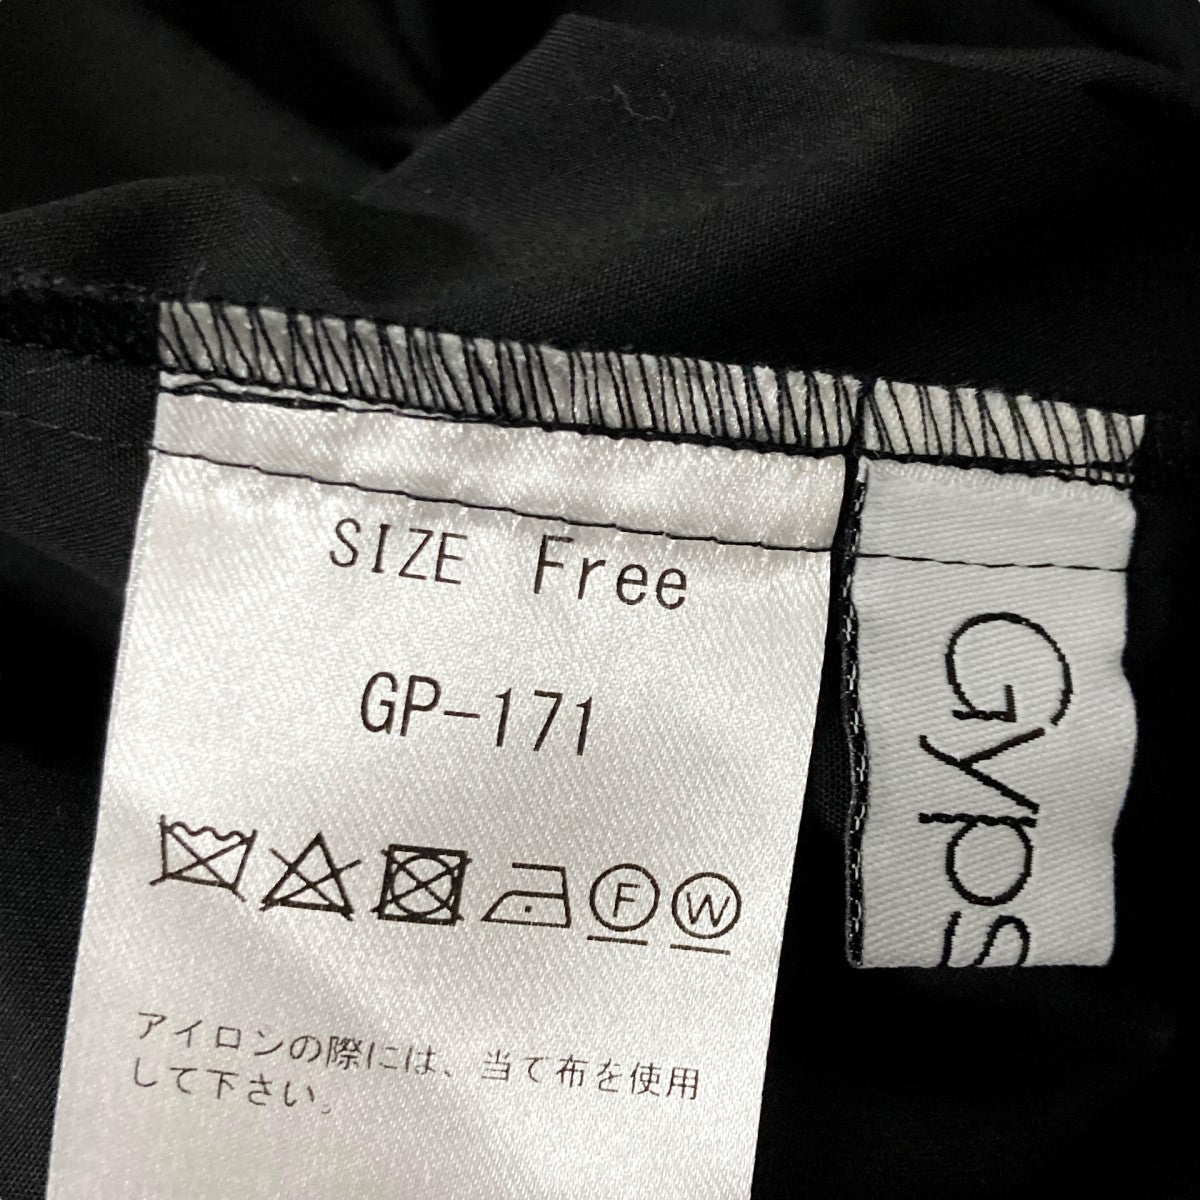 SIZE Free
GP-171
F W
アイロンの際には、当て布を使用
して下さい。
Gyps